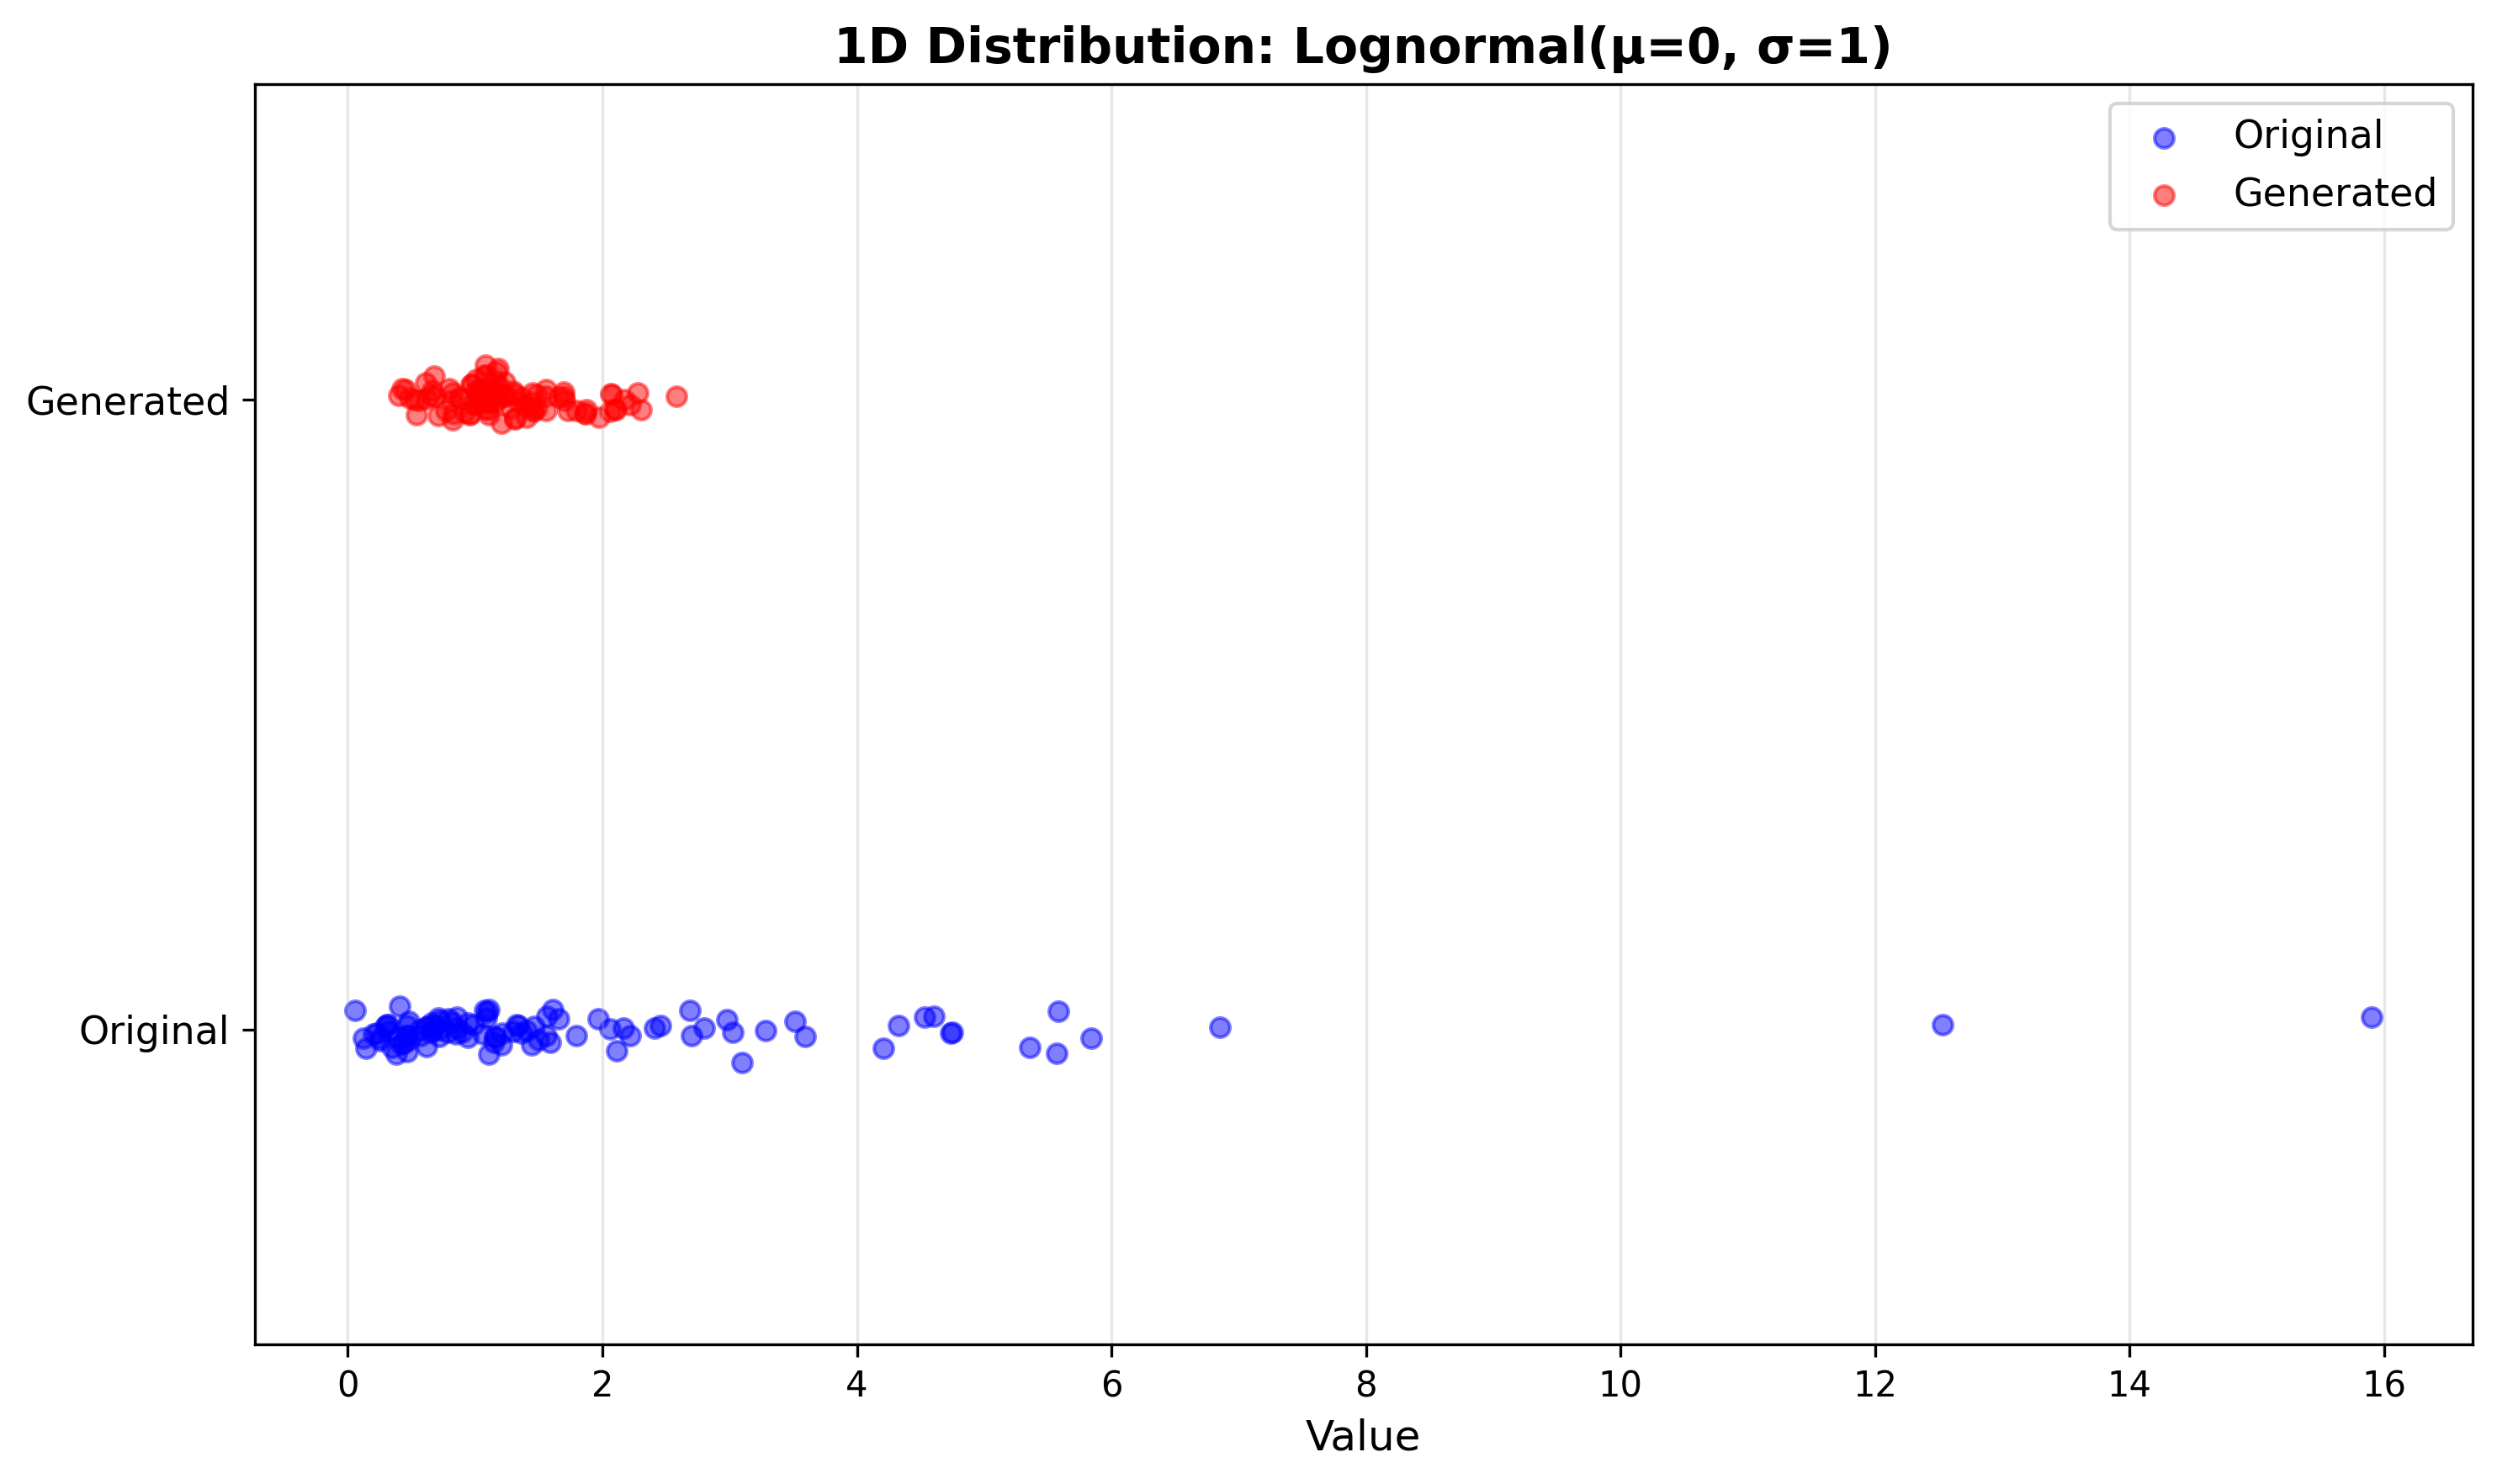 1D Distribution: Lognormal(μ=0, σ=1)
Original
Generated
Generated
Original
0 2 4 6 8 10 12 14 16
Value